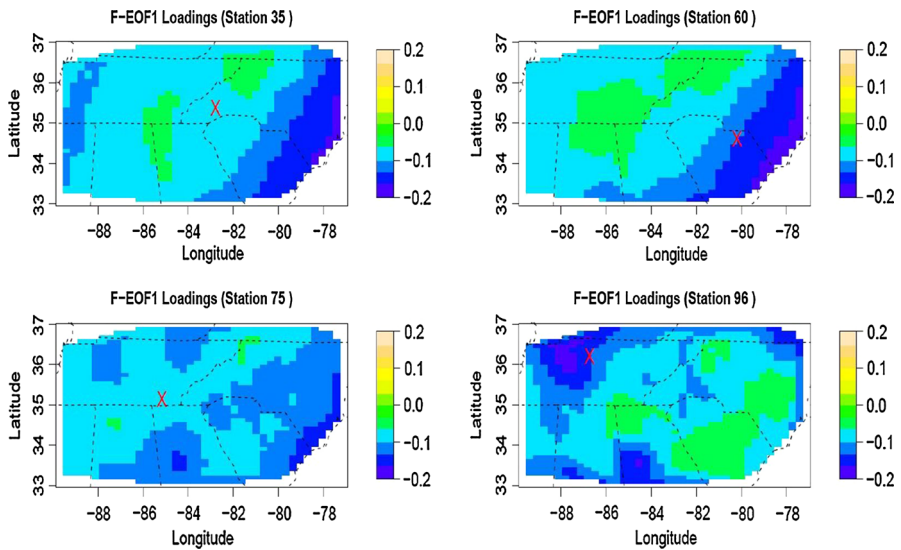 F−EOF1 Loadings (Station 35 )
F−EOF1 Loadings (Station 60 )
Latitude
37
36
35
34
33
−88 −86 −84 −82 −80 −78
Longitude
X
0.2
0.1
0.0
−0.1
−0.2
Latitude
37
36
35
34
33
−88 −86 −84 −82 −80 −78
Longitude
X
0.2
0.1
0.0
−0.1
−0.2
F−EOF1 Loadings (Station 75 )
F−EOF1 Loadings (Station 96 )
Latitude
37
36
35
34
33
−88 −86 −84 −82 −80 −78
Longitude
X
0.2
0.1
0.0
−0.1
−0.2
Latitude
37
36
35
34
33
−88 −86 −84 −82 −80 −78
Longitude
X
0.2
0.1
0.0
−0.1
−0.2